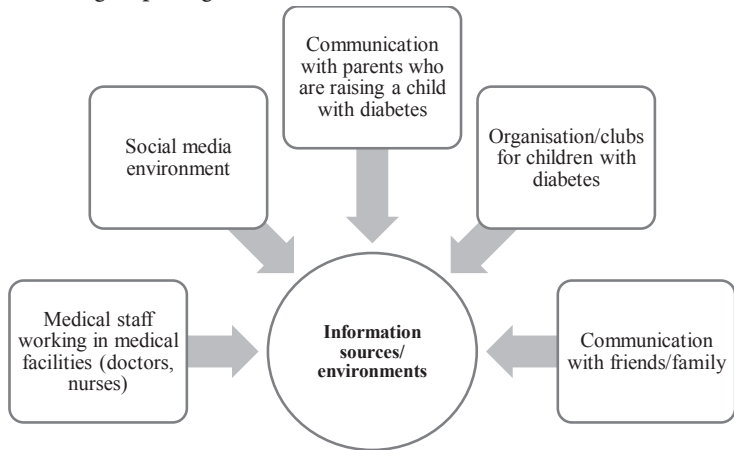 Communication
with parents who
are raising a child
with diabetes
Social media
environment
Organisation/clubs
for children with
diabetes
Medical staff
working in medical
facilities (doctors,
nurses)
Information
sources/
environments
Communication
with friends/family